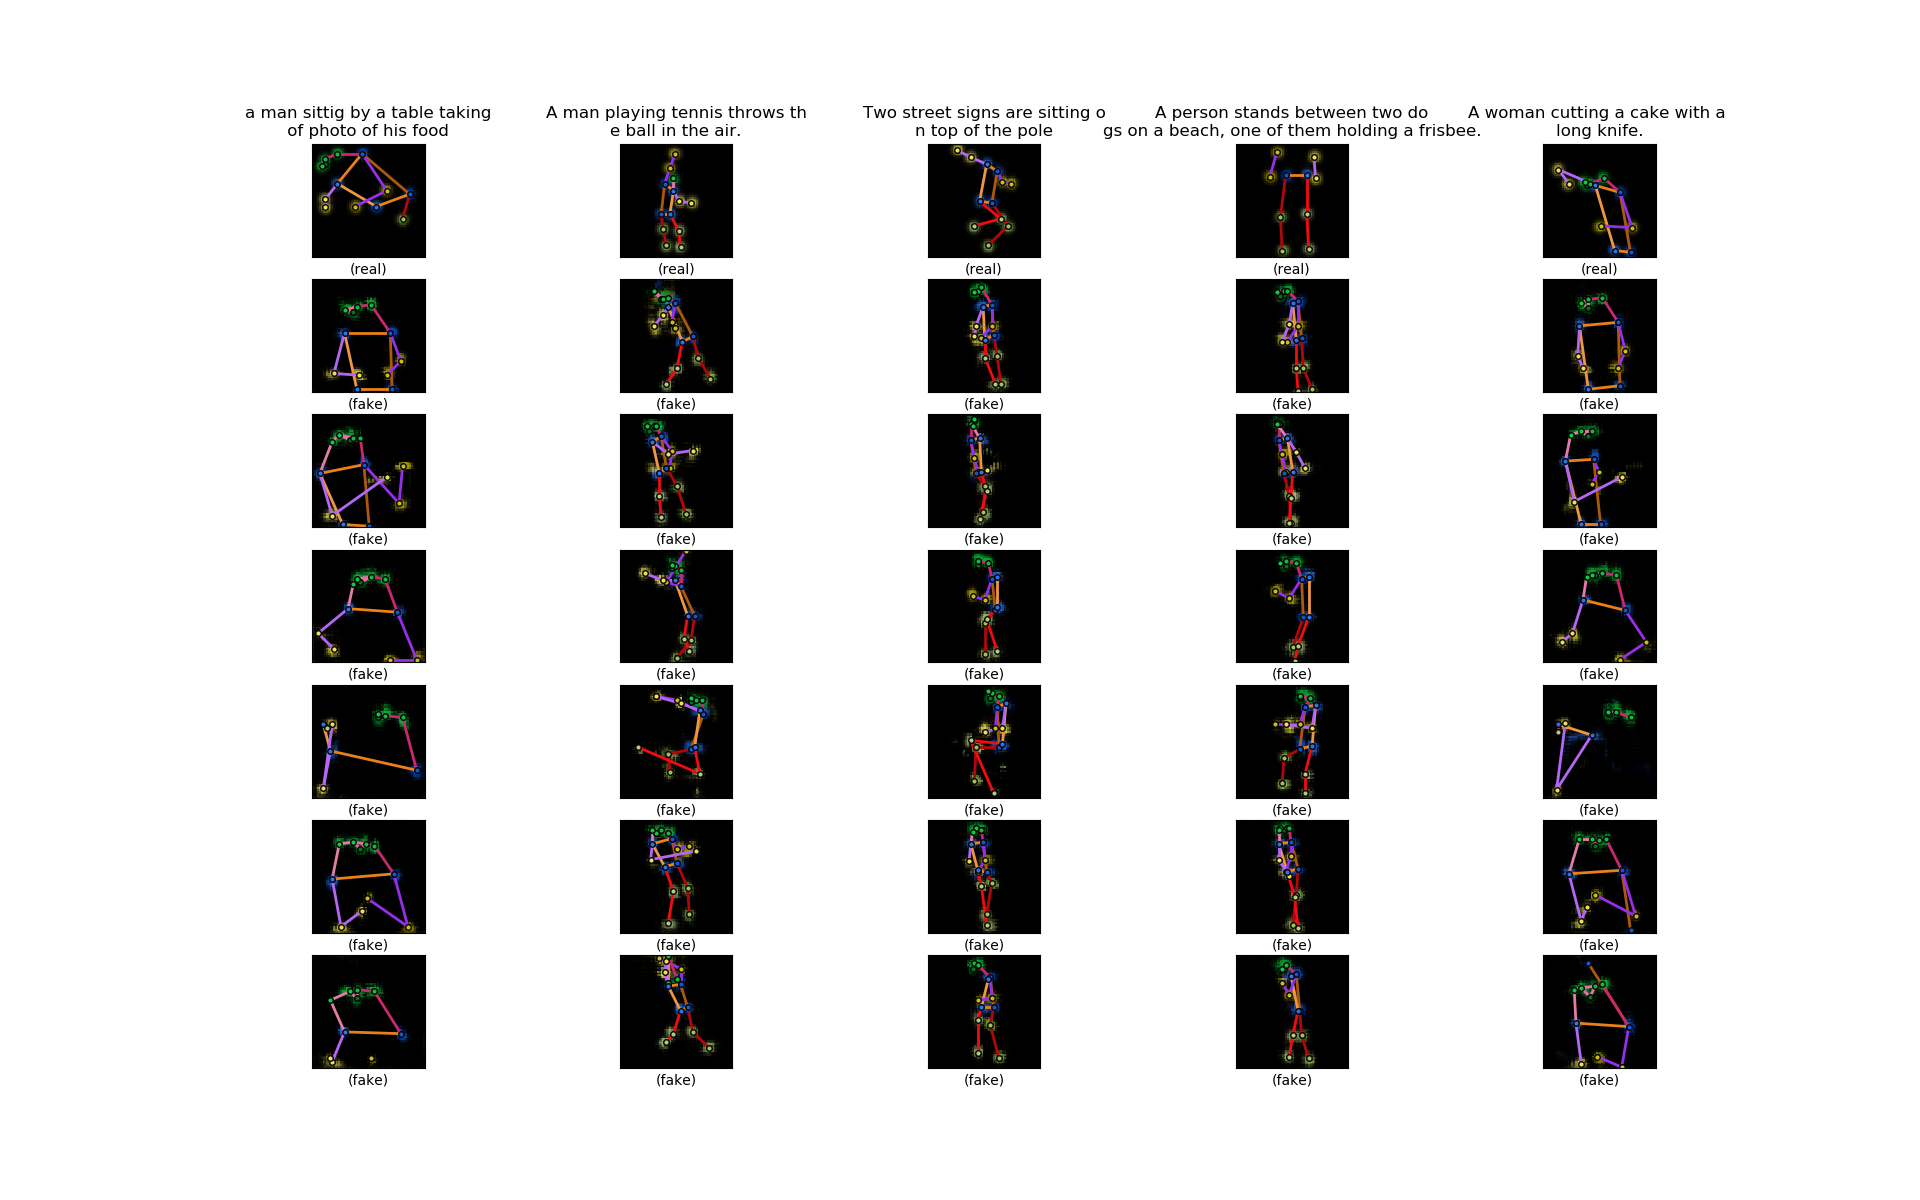 a man sittig by a table taking
of photo of his food
A man playing tennis throws th
e ball in the air.
Two street signs are sitting o
n top of the pole
A person stands between two do
gs on a beach, one of them holding a frisbee.
A woman cutting a cake with a
long knife.
(real) (real) (real) (real) (real)
(fake) (fake) (fake) (fake) (fake)
(fake) (fake) (fake) (fake) (fake)
(fake) (fake) (fake) (fake) (fake)
(fake) (fake) (fake) (fake) (fake)
(fake) (fake) (fake) (fake) (fake)
(fake) (fake) (fake) (fake) (fake)